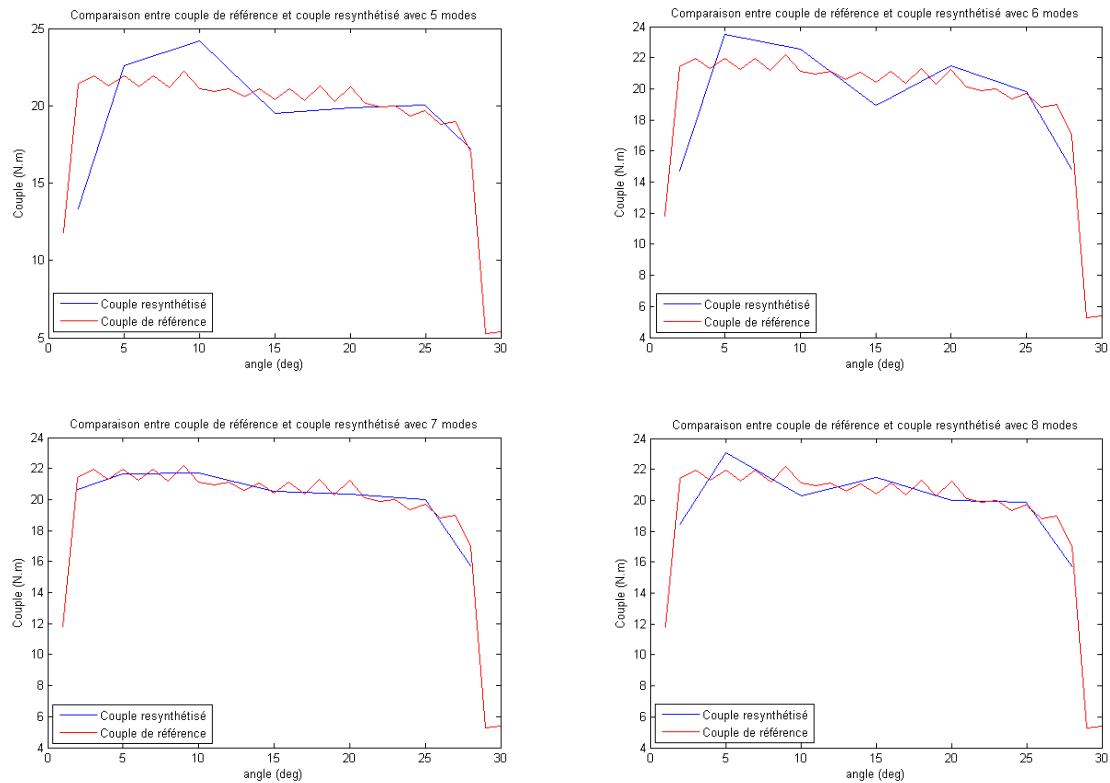 Comparaison entre couple de référence et couple resynthétisé avec 5 modes
25
20
15
10
5
Couple (N.m)
Couple resynthétisé
Couple de référence
0 5 10 15 20 25 30
angle (deg)
Comparaison entre couple de référence et couple resynthétisé avec 6 modes
24
22
20
18
16
14
12
10
8
6
4
Couple (N.m)
Couple resynthétisé
Couple de référence
0 5 10 15 20 25 30
angle (deg)
Comparaison entre couple de référence et couple resynthétisé avec 7 modes
24
22
20
18
16
14
12
10
8
6
4
Couple (N.m)
Couple resynthétisé
Couple de référence
0 5 10 15 20 25 30
angle (deg)
Comparaison entre couple de référence et couple resynthétisé avec 8 modes
24
22
20
18
16
14
12
10
8
6
4
Couple (N.m)
Couple resynthétisé
Couple de référence
0 5 10 15 20 25 30
angle (deg)